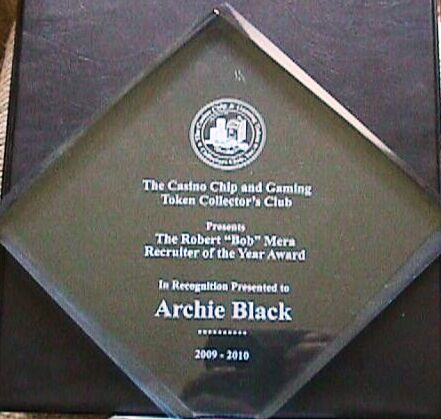 The Casino Chip and Gaming
Token Collector's Club
Presents
The Robert "Bob" Mera
Recruiter of the Year Award
In Recognition Presented to
Archie Black
**********
2009 - 2010